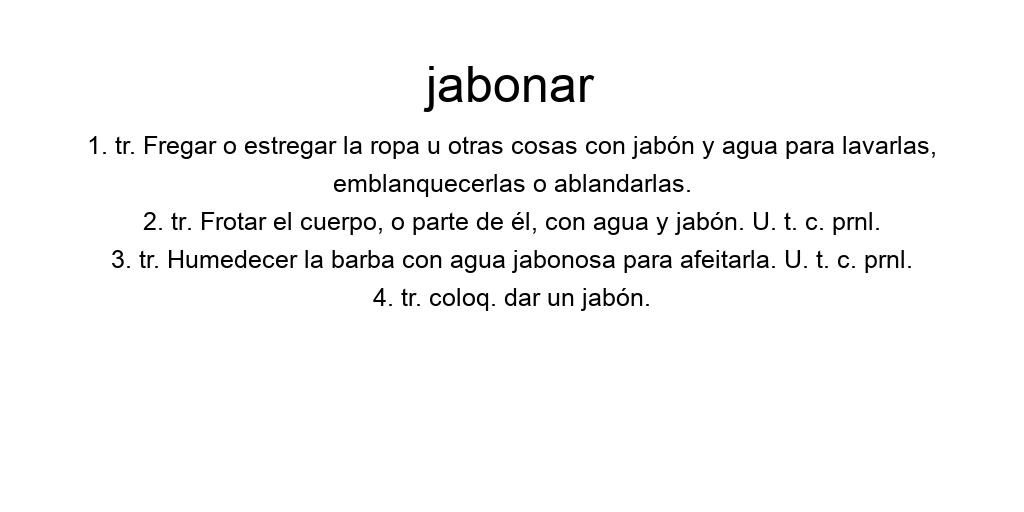 jabonar
1. tr. Fregar o estregar la ropa u otras cosas con jabón y agua para lavarlas,
emblanquecerlas o ablandarlas.
2. tr. Frotar el cuerpo, o parte de él, con agua y jabón. U. t. c. prnl.
3. tr. Humedecer la barba con agua jabonosa para afeitarla. U. t. c. prnl.
4. tr. coloq. dar un jabón.